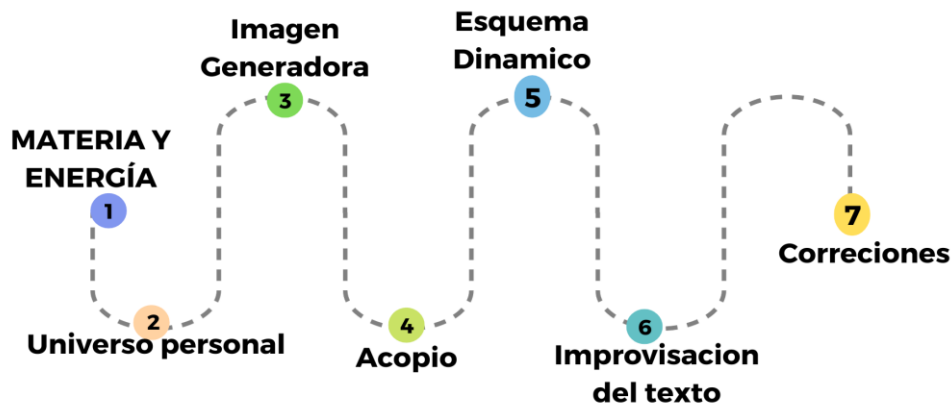 1
MATERIA Y
ENERGÍA
2
Universo personal
3
Imagen
Generadora
4
Acopio
5
Esquema
Dinamico
6
Improvisacion
del texto
7
Correciones